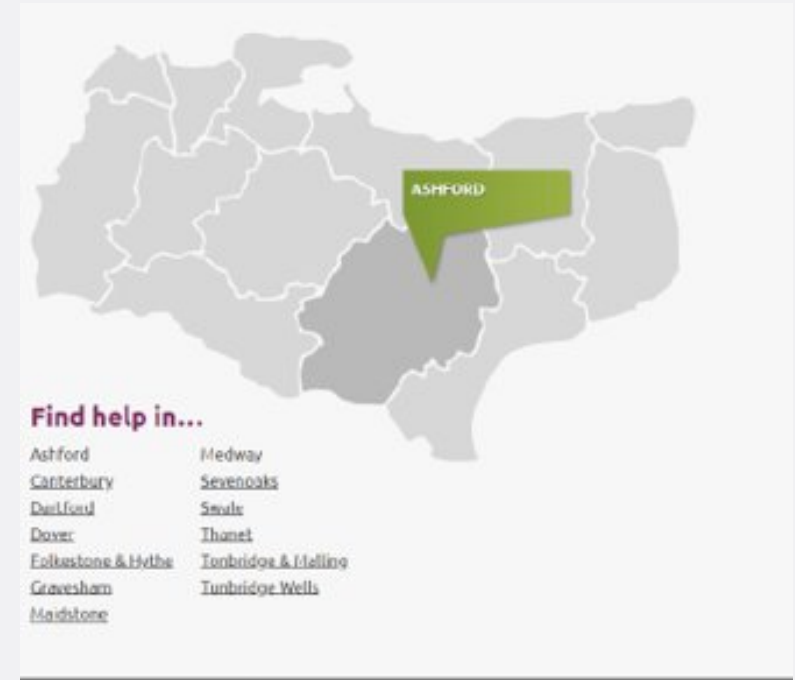 ASHFORD
Find help in...
Ashford
Canterbury
Dartford
Dover
Folkestone & Hythe
Gravesham
Maidstone
Medway
Sevenoaks
Swale
Thanet
Tonbridge & Malling
Tunbridge Wells